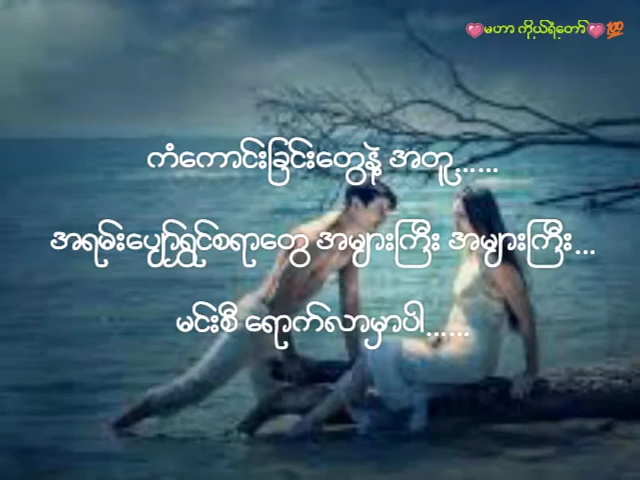 💗မဟာ ကိုယ်ရံတော်💗💯
ကံကောင်းခြင်းတွေနဲ့ အတူ......
အရမ်းပျော်ရွှင်စရာတွေ အများကြီး အများကြီး...
မင်းစီ ရောက်လာမှာပါ......